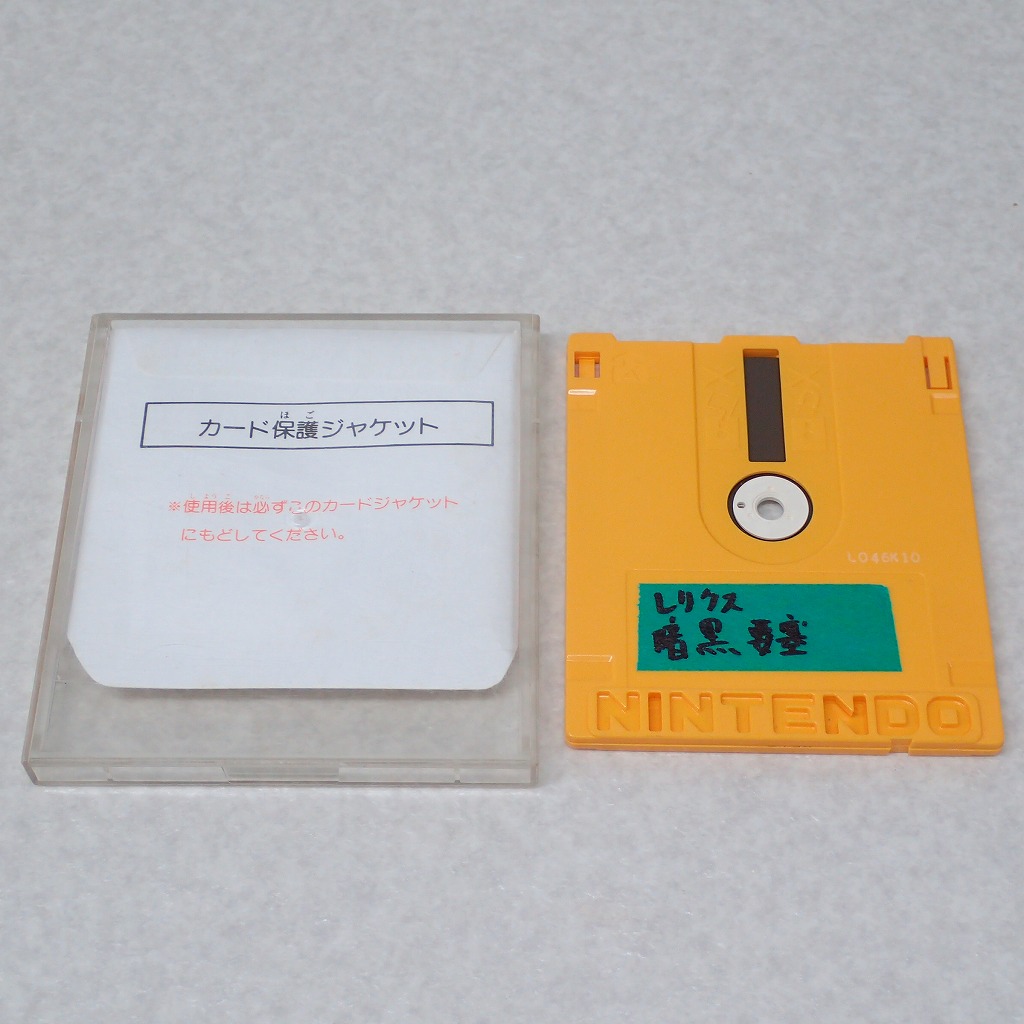 カード保護ジャケット
※使用後は必ずこのカードジャケット
にもどしてください。
L046K10
レリクス
暗黒要塞
NINTENDO